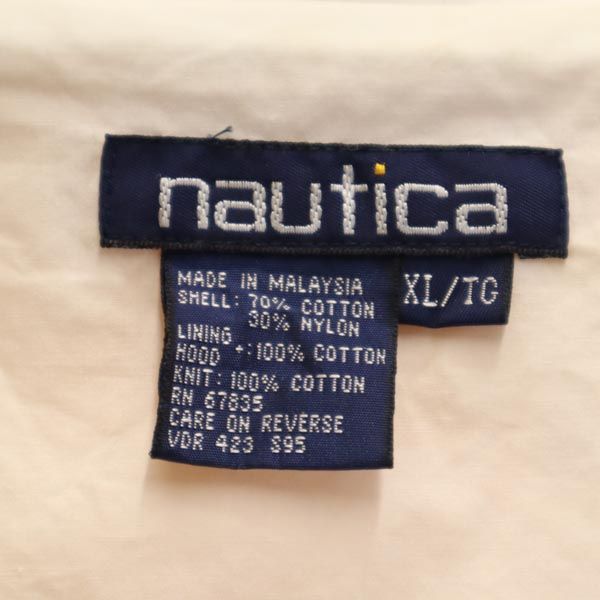 nautica
XL/TG
MADE IN MALAYSIA
SHELL: 70% COTTON
30% NYLON
LINING
HOOD +: 100% COTTON
KNIT: 100% COTTON
RN 67835
CARE ON REVERSE
VDR 423 S95